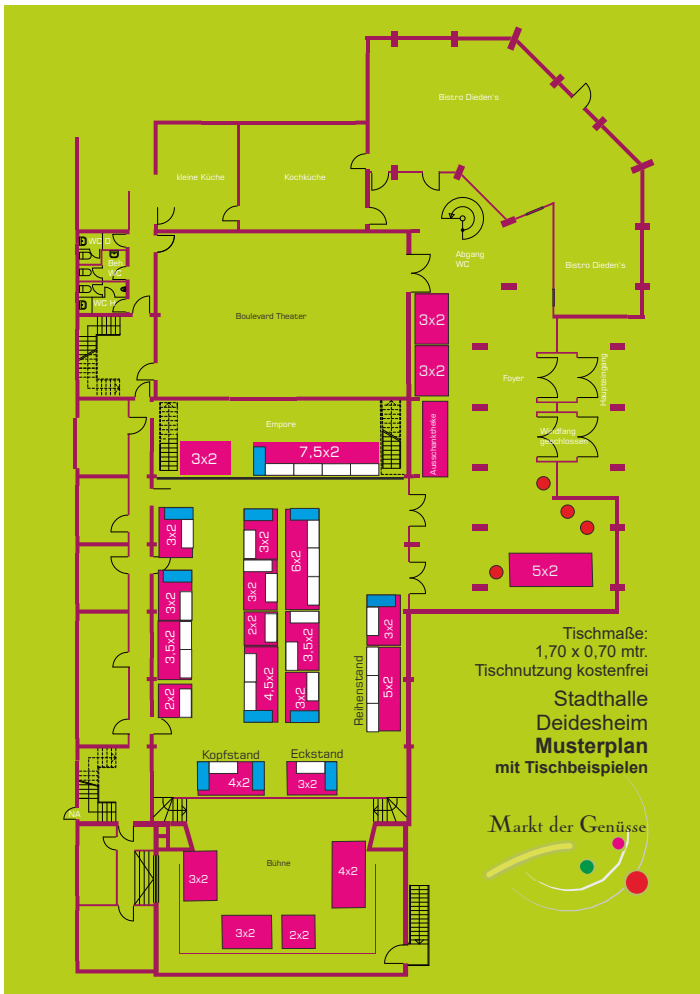 Bistro Dieden's
kleine Küche
Kochküche
WC D
Beh.
WC
WC H
Abgang
WC
Bistro Dieden's
Boulevard Theater
3x2
3x2
Foyer
Haupteingang
Windfang
geschlossen
Ausschanktheke
Empore
3x2
7,5x2
3x2
3x2
6x2
3x2
3x2
5x2
3,5x2
2x2
3,5x2
3x2
2x2
4,5x2
3x2
5x2
Reihenstand
Tischmaße:
1,70 x 0,70 mtr.
Tischnutzung kostenfrei
Stadthalle
Deidesheim
Musterplan
mit Tischbeispielen
Kopfstand
Eckstand
4x2
3x2
NA
Markt der Genüsse
Bühne
3x2
4x2
3x2
2x2